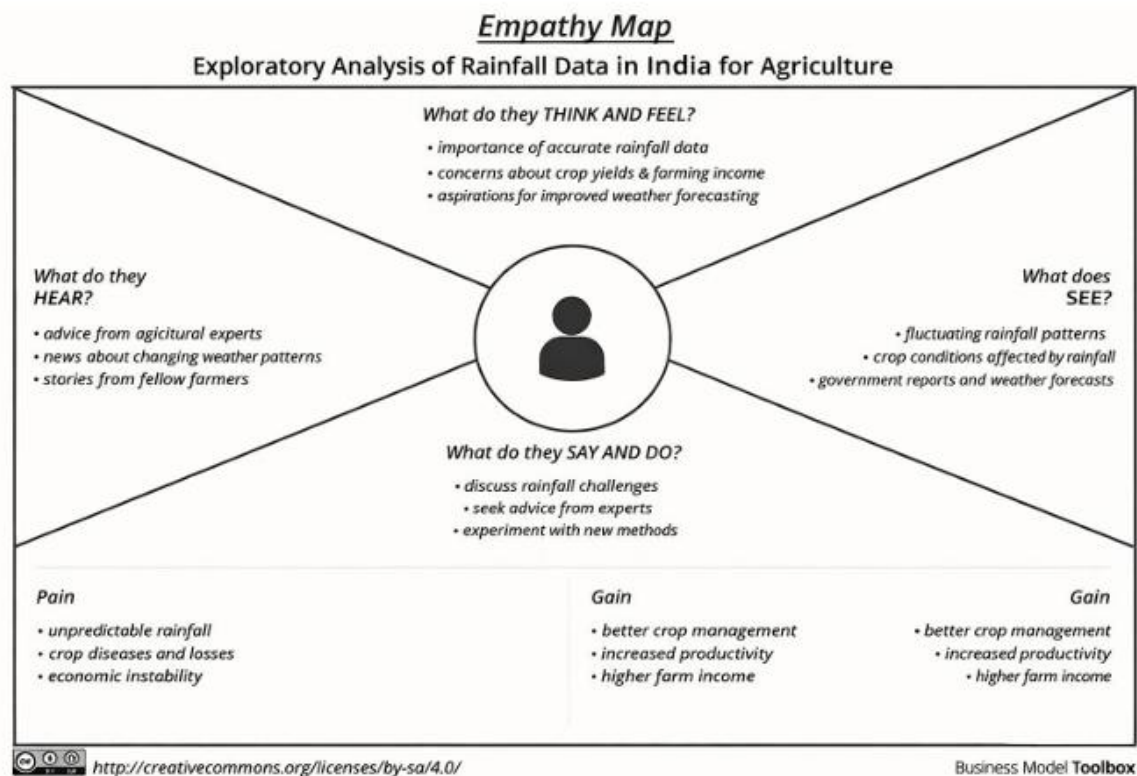 Empathy Map
Exploratory Analysis of Rainfall Data in India for Agriculture
What do they THINK AND FEEL?
• importance of accurate rainfall data
• concerns about crop yields & farming income
• aspirations for improved weather forecasting
What do they
HEAR?
• advice from agicitural experts
• news about changing weather patterns
• stories from fellow farmers
What does
SEE?
• fluctuating rainfall patterns
• crop conditions affected by rainfall
• government reports and weather forecasts
What do they SAY AND DO?
• discuss rainfall challenges
• seek advice from experts
• experiment with new methods
Pain
• unpredictable rainfall
• crop diseases and losses
• economic instability
Gain
• better crop management
• increased productivity
• higher farm income
Gain
• better crop management
• increased productivity
• higher farm income
http://creativecommons.org/licenses/by-sa/4.0/
Business Model Toolbox